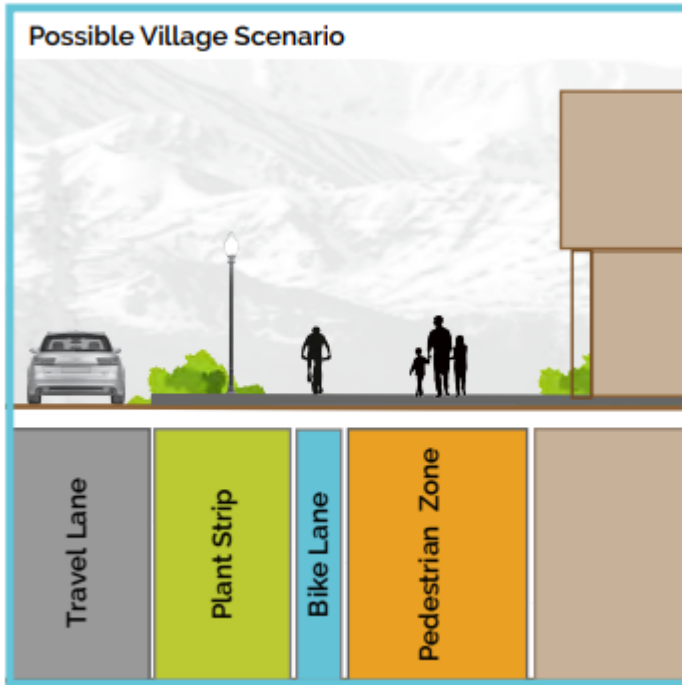 Possible Village Scenario
Travel Lane
Plant Strip
Bike Lane
Pedestrian Zone